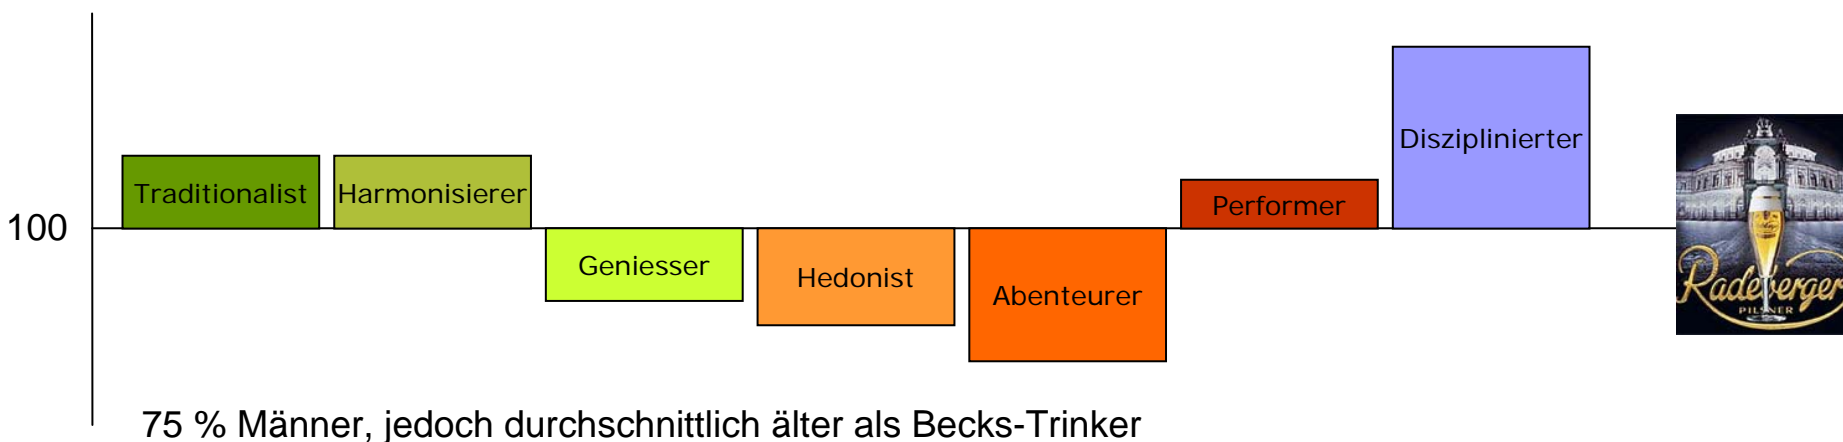 Disziplinierter
Traditionalist
Harmonisierer
Performer
100
Geniesser
Hedonist
Abenteurer
Radeberger
PILSNER
75 % Männer, jedoch durchschnittlich älter als Becks-Trinker